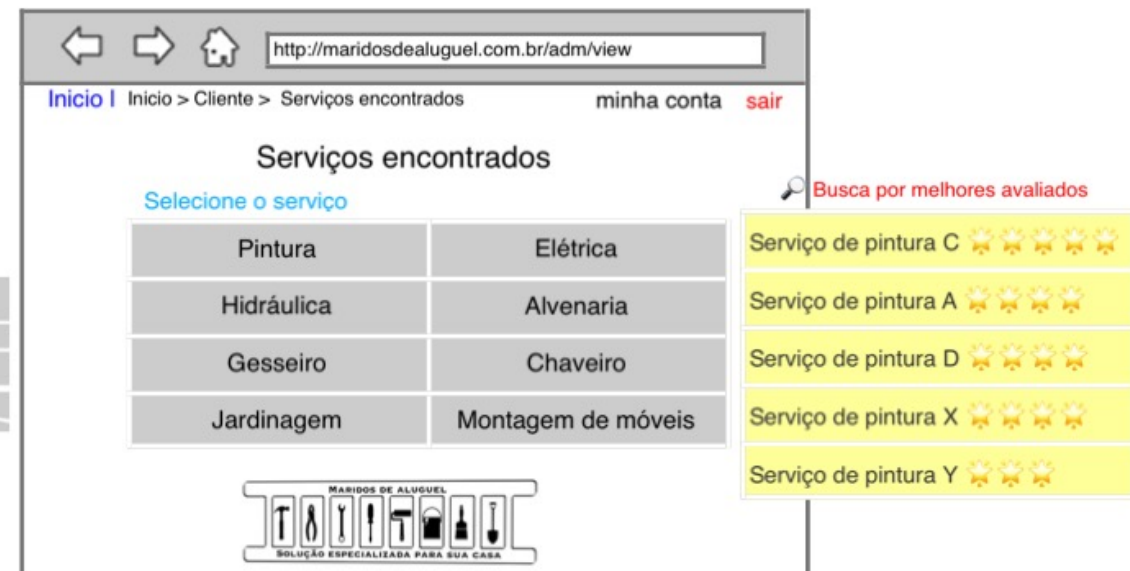 http://maridosdealuguel.com.br/adm/view
Inicio I Inicio > Cliente > Serviços encontrados minha conta sair
Serviços encontrados
Busca por melhores avaliados
Selecione o serviço
Pintura Elétrica
Hidráulica Alvenaria
Gesseiro Chaveiro
Jardinagem Montagem de móveis
Serviço de pintura C
Serviço de pintura A
Serviço de pintura D
Serviço de pintura X
Serviço de pintura Y
MARIDOS DE ALUGUEL
SOLUÇÃO ESPECIALIZADA PARA SUA CASA